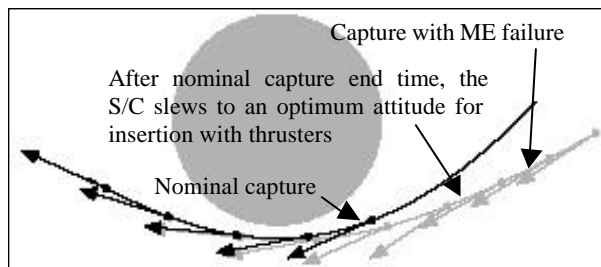 Capture with ME failure
After nominal capture end time, the
S/C slews to an optimum attitude for
insertion with thrusters
Nominal capture